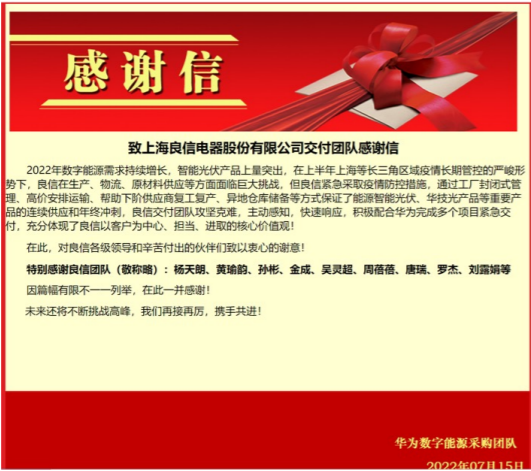 感谢信
致上海良信电器股份有限公司交付团队感谢信
2022年数字能源需求持续增长，智能光伏产品上量突出，在上半年上海等长三角区域疫情长期管控的严峻形
势下，良信在生产、物流、原材料供应等方面面临巨大挑战，但良信紧急采取疫情防控措施，通过工厂封闭式管
理、高价安排运输、帮助下阶供应商复工复产、异地仓库储备等方式保证了能源智能光伏、华技光产品等重要产
品的连续供应和年终冲刺，良信交付团队攻坚克难，主动感知，快速响应，积极配合华为完成多个项目紧急交
付，充分体现了良信以客户为中心、担当、进取的核心价值观！
在此，对良信各级领导和辛苦付出的伙伴们致以衷心的谢意！
特别感谢良信团队（敬称略）：杨天朗、黄瑜韵、孙彬、金成、吴灵超、周蓓蓓、唐瑞、罗杰、刘露娟等
因篇幅有限不一一列举，在此一并感谢！
未来还将不断挑战高峰，我们再接再厉，携手共进！
华为数字能源采购团队
2022年07月15日